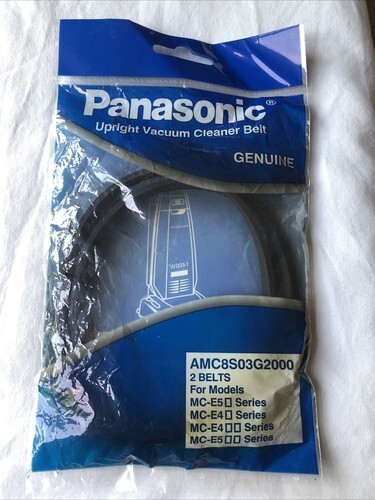 Panasonic®
Upright Vacuum Cleaner Belt
GENUINE
1400W
AMC8S03G2000
2 BELTS
For Models
MC-E5□ Series
MC-E4□ Series
MC-E4□□ Series
MC-E5□□ Series